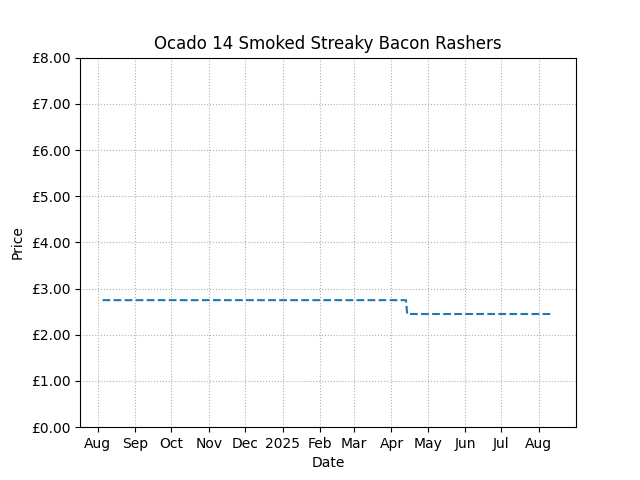 Ocado 14 Smoked Streaky Bacon Rashers
£8.00
£7.00
£6.00
£5.00
£4.00
£3.00
£2.00
£1.00
£0.00
Price
Aug Sep Oct Nov Dec 2025 Feb Mar Apr May Jun Jul Aug
Date